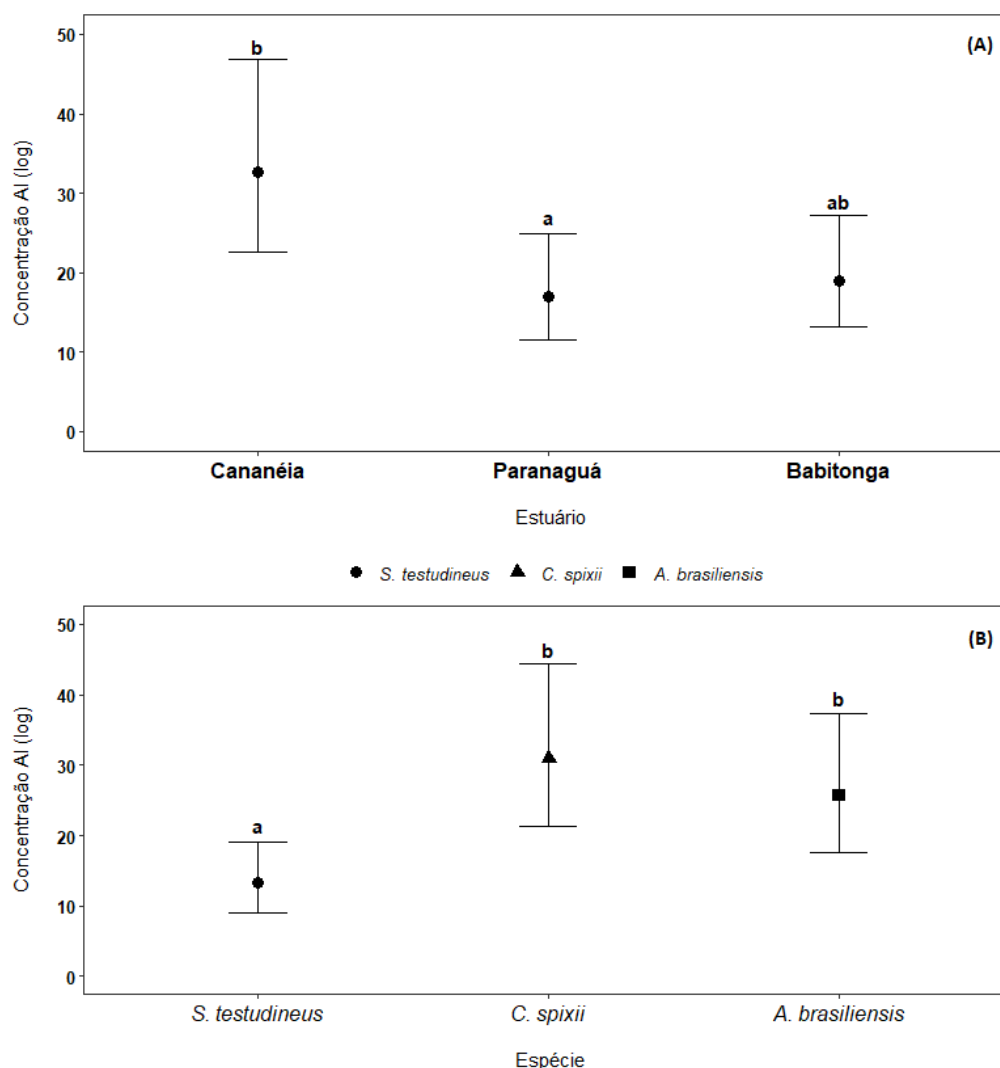 (A)
b
a
ab
50
40
30
20
10
0
Concentração Al (log)
Cananéia Paranaguá Babitonga
Estuário
S. testudineus C. spixii A. brasiliensis
(B)
a
b
b
50
40
30
20
10
0
Concentração Al (log)
S. testudineus C. spixii A. brasiliensis
Espécie